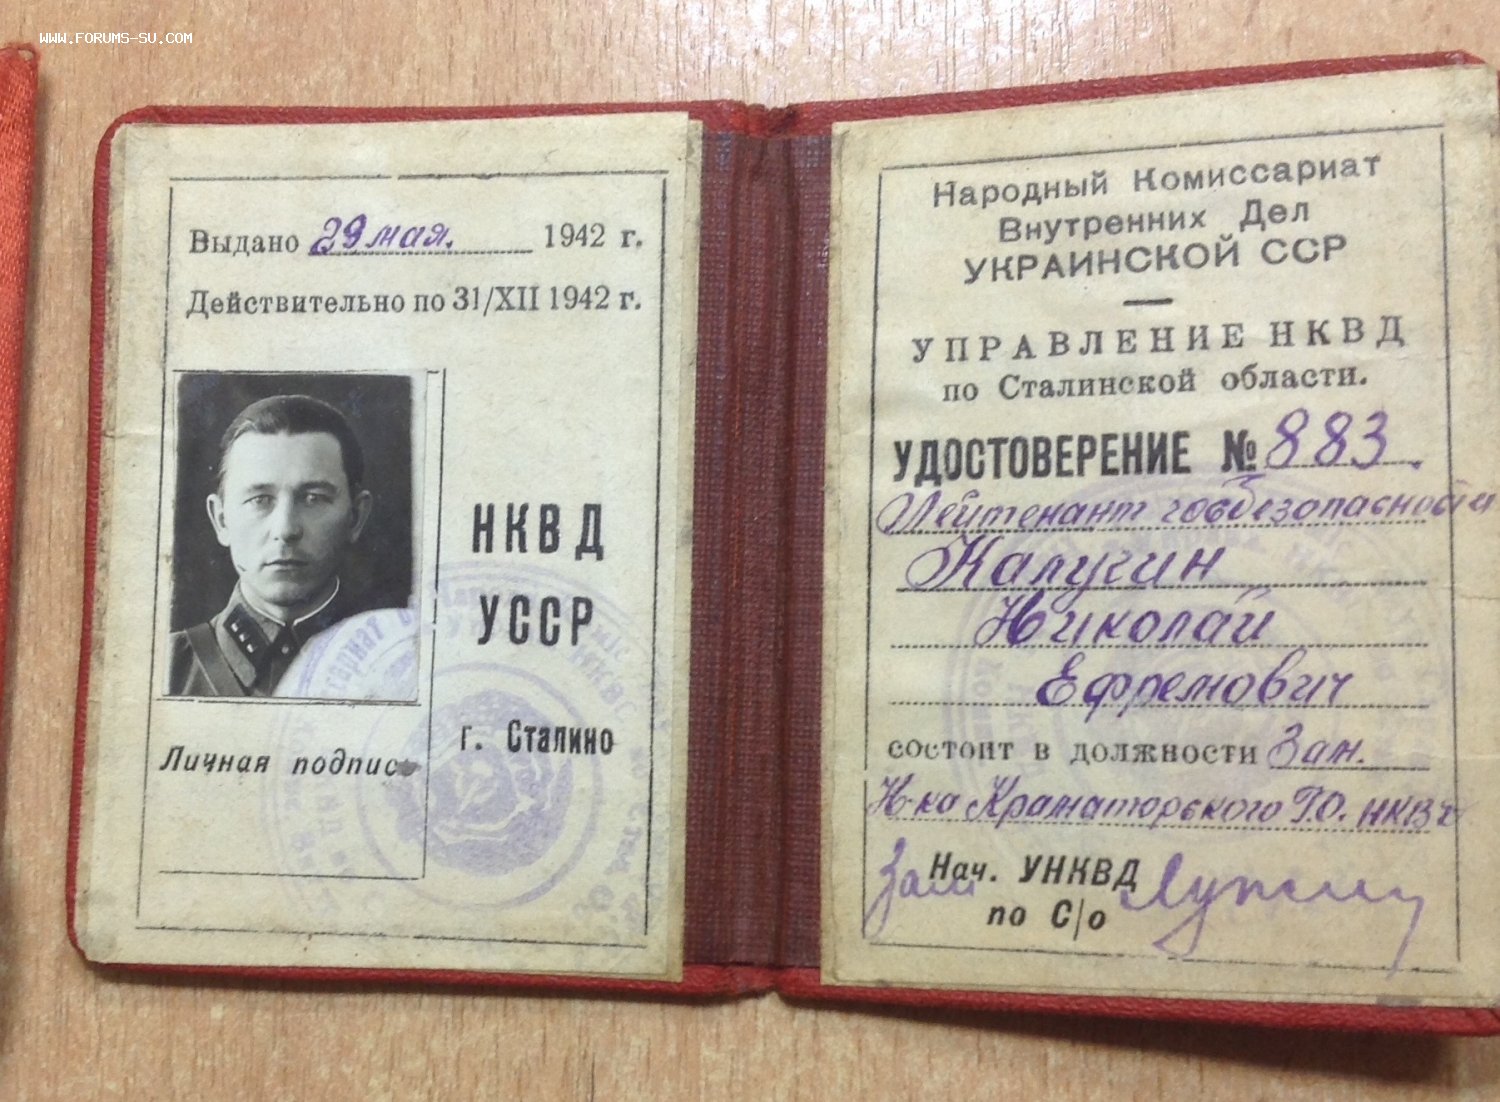 WWW.FORUMS-SU.COM
Выдано 29 мая. 1942 г.
Действительно по 31/XII 1942 г.
НКВД
УССР
г. Сталино
Личная подпись
Народный Комиссариат
Внутренних Дел
УКРАИНСКОЙ ССР
УПРАВЛЕНИЕ НКВД
по Сталинской области.
УДОСТОВЕРЕНИЕ № 883.
Лейтенант госбезопасности
Калугин
Николай
Ефремович
состоит в должности Зам.
Н-ка Краматорского Г.О. НКВД
Зам Нач. УНКВД
по С/о